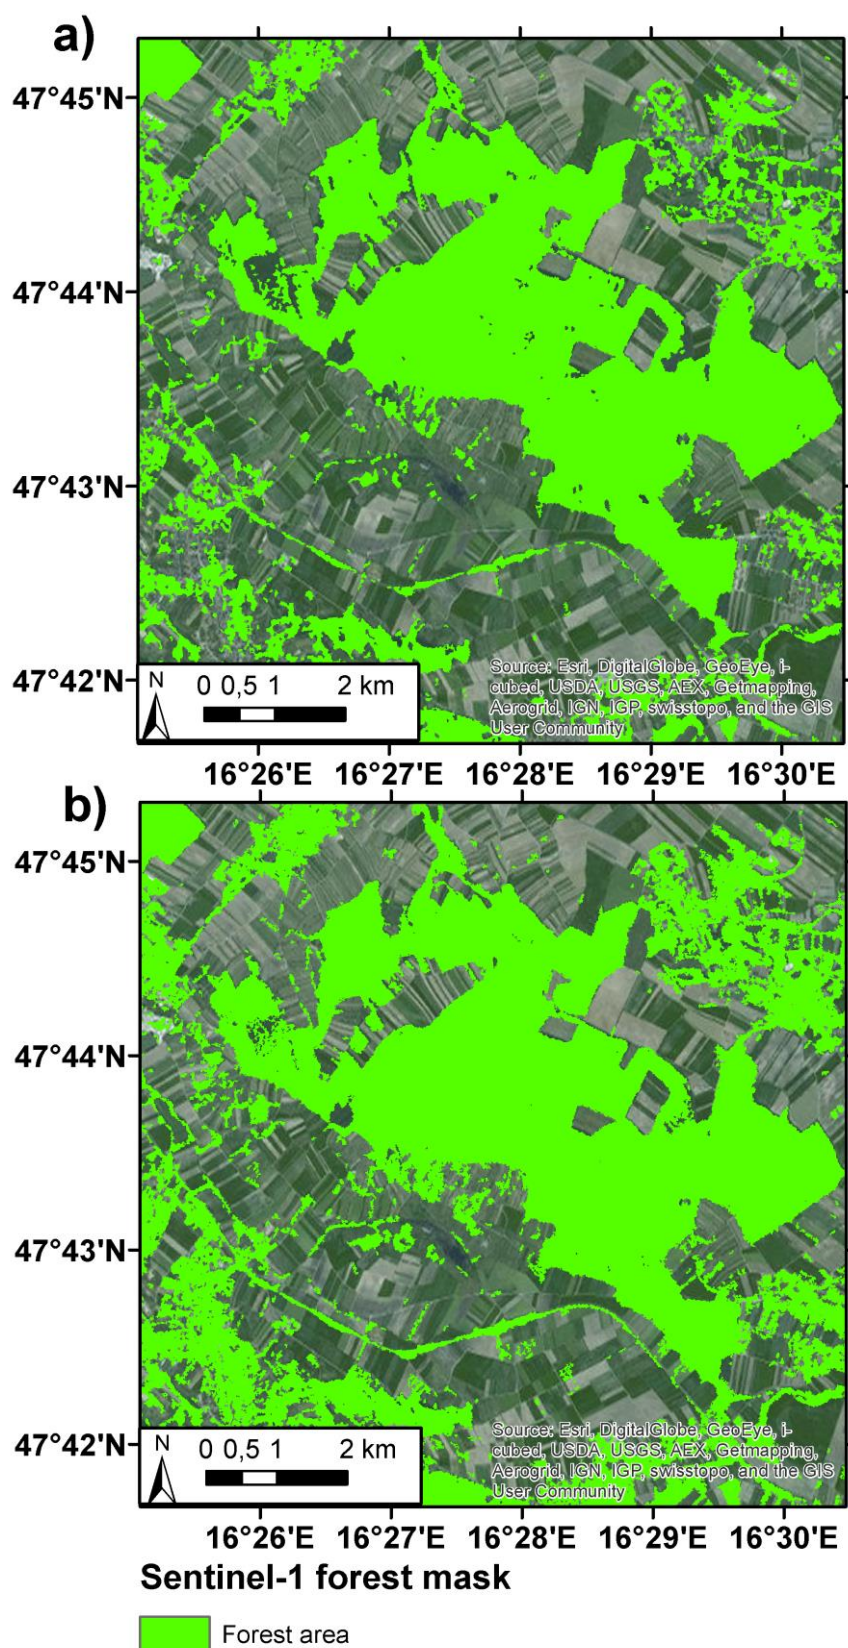 a)
47°45'N
47°44'N
47°43'N
47°42'N
N
0 0,5 1 2 km
Source: Esri, DigitalGlobe, GeoEye, i-
cubed, USDA, USGS, AEX, Getmapping,
Aerogrid, IGN, IGP, swisstopo, and the GIS
User Community
16°26'E 16°27'E 16°28'E 16°29'E 16°30'E
b)
47°45'N
47°44'N
47°43'N
47°42'N
N
0 0,5 1 2 km
Source: Esri, DigitalGlobe, GeoEye, i-
cubed, USDA, USGS, AEX, Getmapping,
Aerogrid, IGN, IGP, swisstopo, and the GIS
User Community
16°26'E 16°27'E 16°28'E 16°29'E 16°30'E
Sentinel-1 forest mask
Forest area